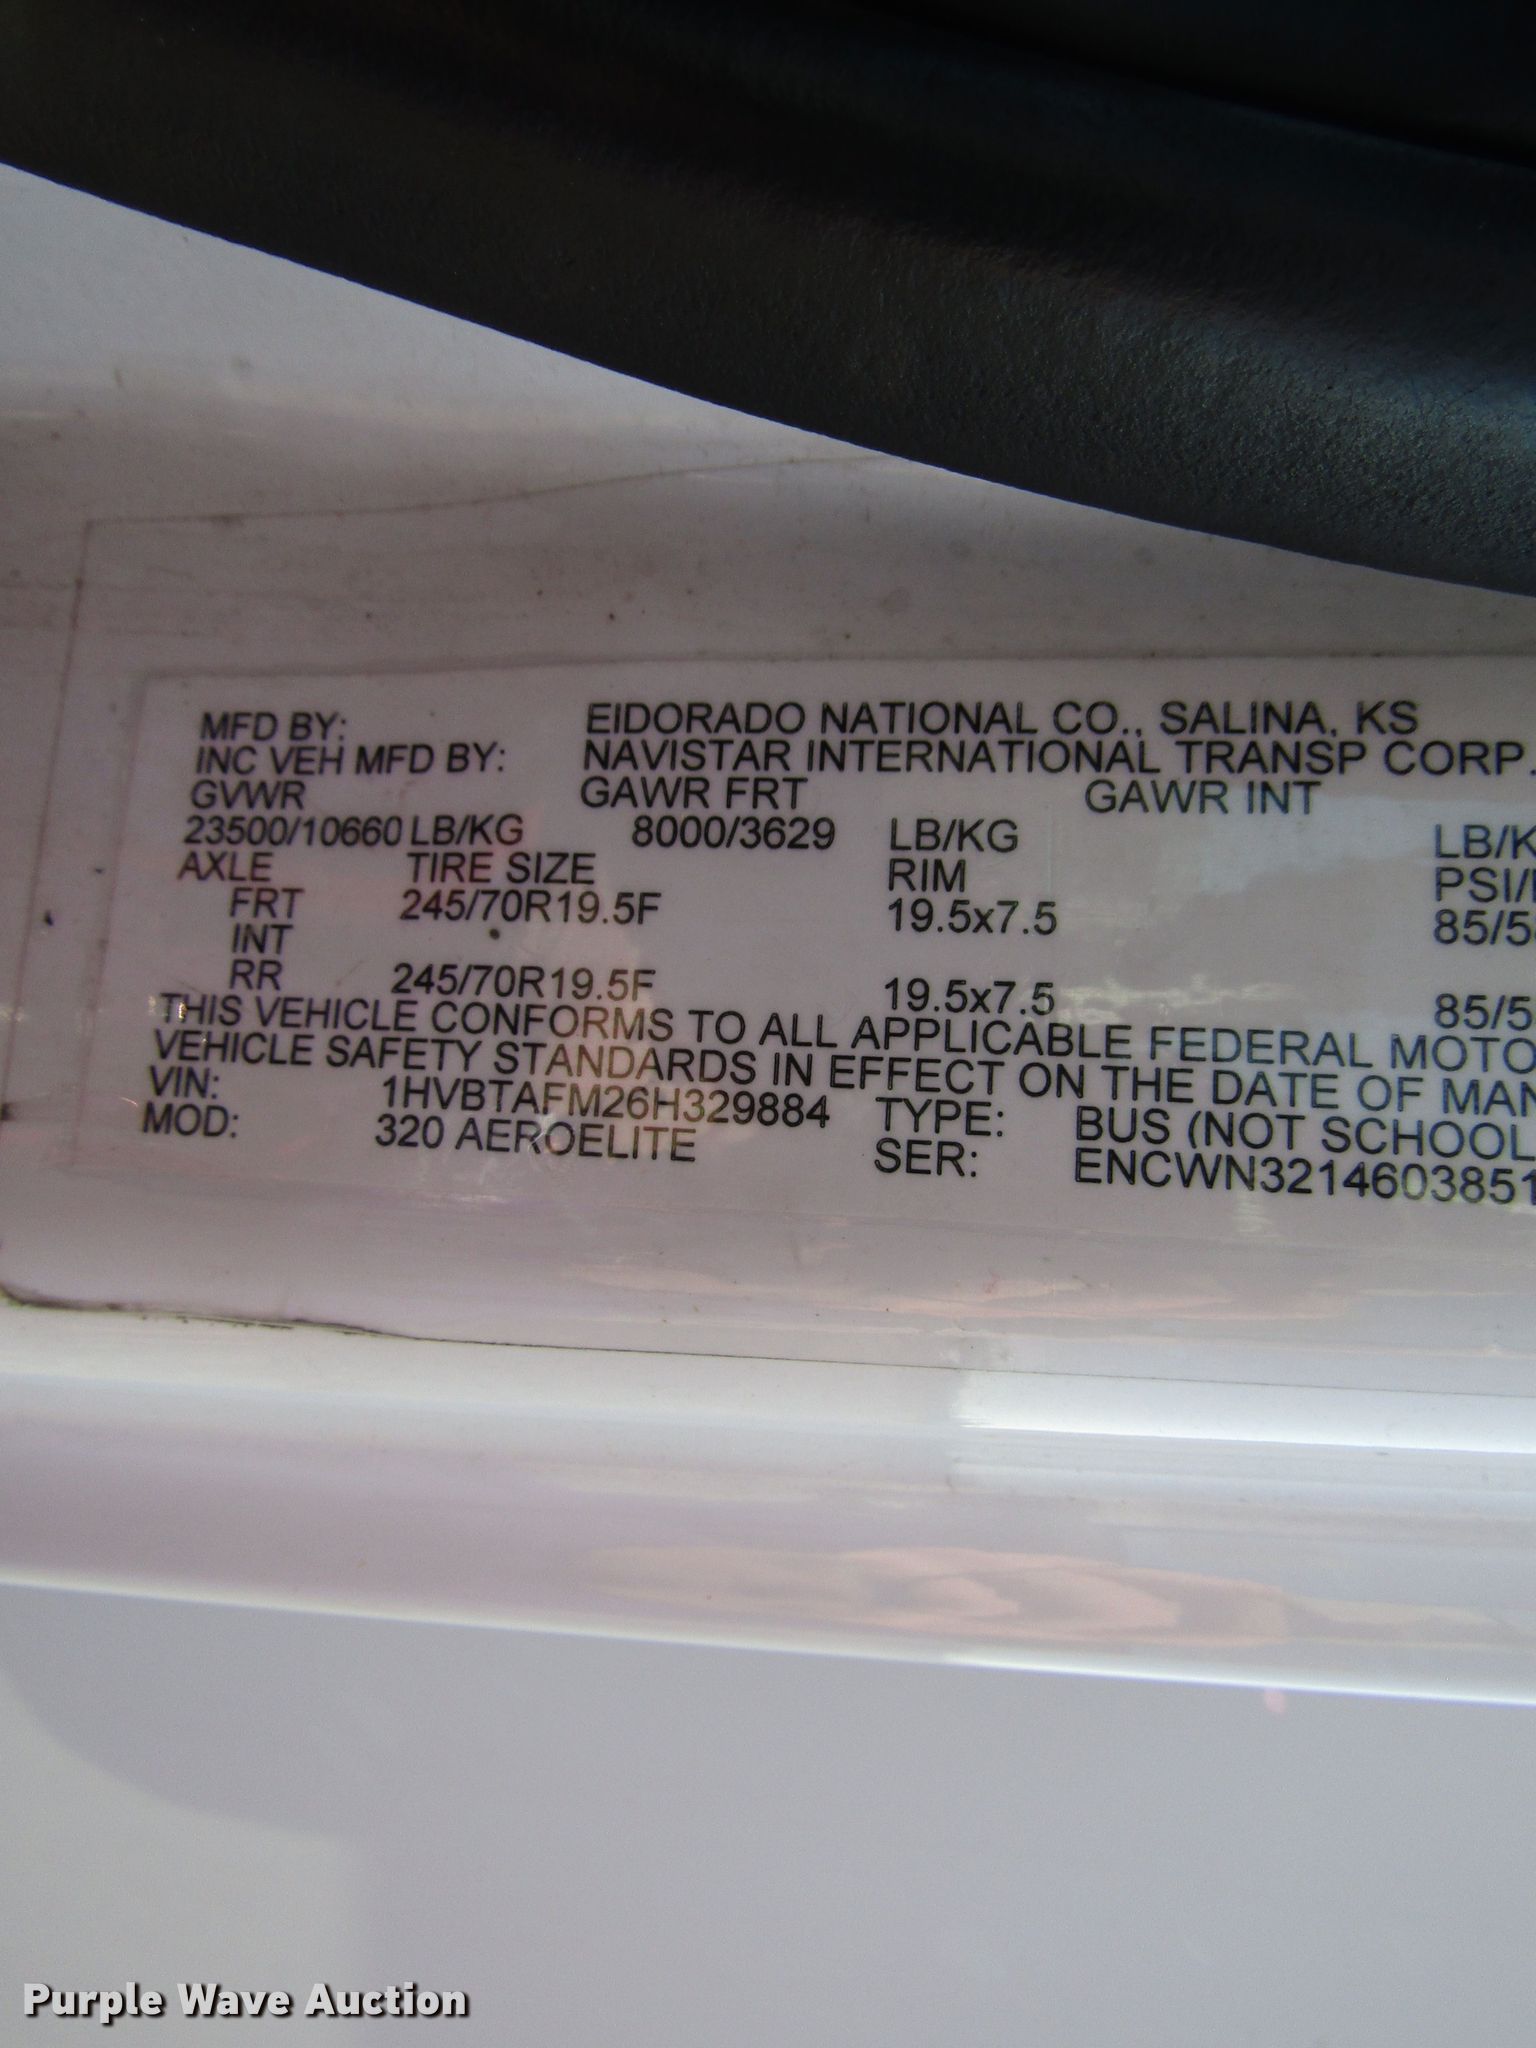 MFD BY: EIDORADO NATIONAL CO., SALINA, KS
INC VEH MFD BY: NAVISTAR INTERNATIONAL TRANSP CORP.
GVWR GAWR FRT GAWR INT
23500/10660 LB/KG 8000/3629 LB/KG LB/K
AXLE TIRE SIZE RIM PSI/
FRT 245/70R19.5F 19.5x7.5 85/5
INT
RR 245/70R19.5F 19.5x7.5 85/5
THIS VEHICLE CONFORMS TO ALL APPLICABLE FEDERAL MOTO
VEHICLE SAFETY STANDARDS IN EFFECT ON THE DATE OF MAN
VIN: 1HVBTAFM26H329884 TYPE: BUS (NOT SCHOOL
MOD: 320 AEROELITE SER: ENCWN3214603851
Purple Wave Auction